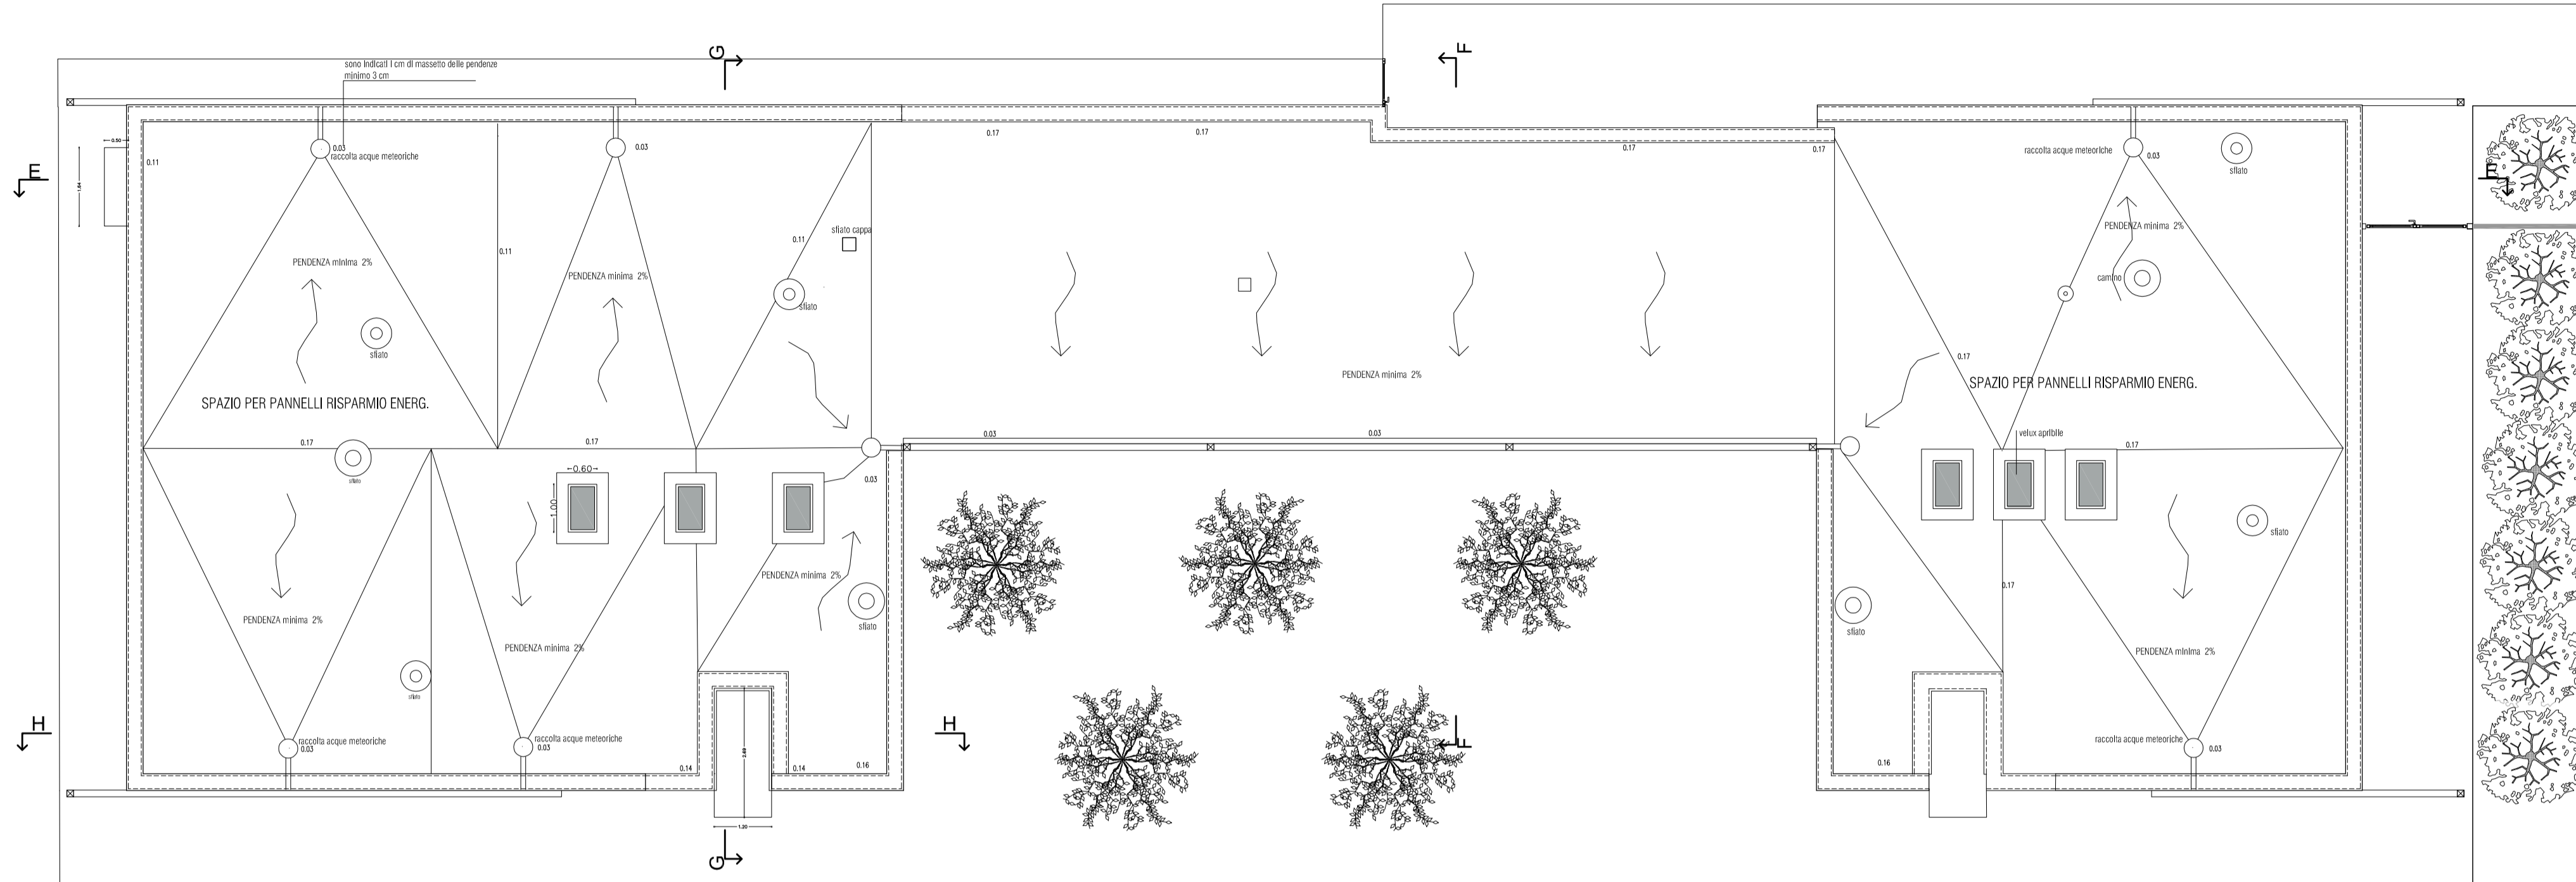 G
F
sono indicati i cm di massetto delle pendenze
minimo 3 cm
0.17
0.17
0.17
0.17
0.50
0.03
raccolta acque meteoriche
0.03
raccolta acque meteoriche
0.03
0.11
1.64
E
E
sfiato
0.11
0.11
sfiato cappa
PENDENZA minima 2%
PENDENZA minima 2%
PENDENZA minima 2%
camino
sfiato
sfiato
0.17
PENDENZA minima 2%
SPAZIO PER PANNELLI RISPARMIO ENERG.
SPAZIO PER PANNELLI RISPARMIO ENERG.
0.17
0.17
0.03
0.03
velux apribile
0.17
0.60
1.00
sfiato
0.03
sfiato
PENDENZA minima 2%
0.17
PENDENZA minima 2%
sfiato
sfiato
PENDENZA minima 2%
PENDENZA minima 2%
sfiato
H
H
F
raccolta acque meteoriche
0.03
raccolta acque meteoriche
0.03
raccolta acque meteoriche
0.03
0.14
0.14
0.16
0.16
2.69
1.20
G